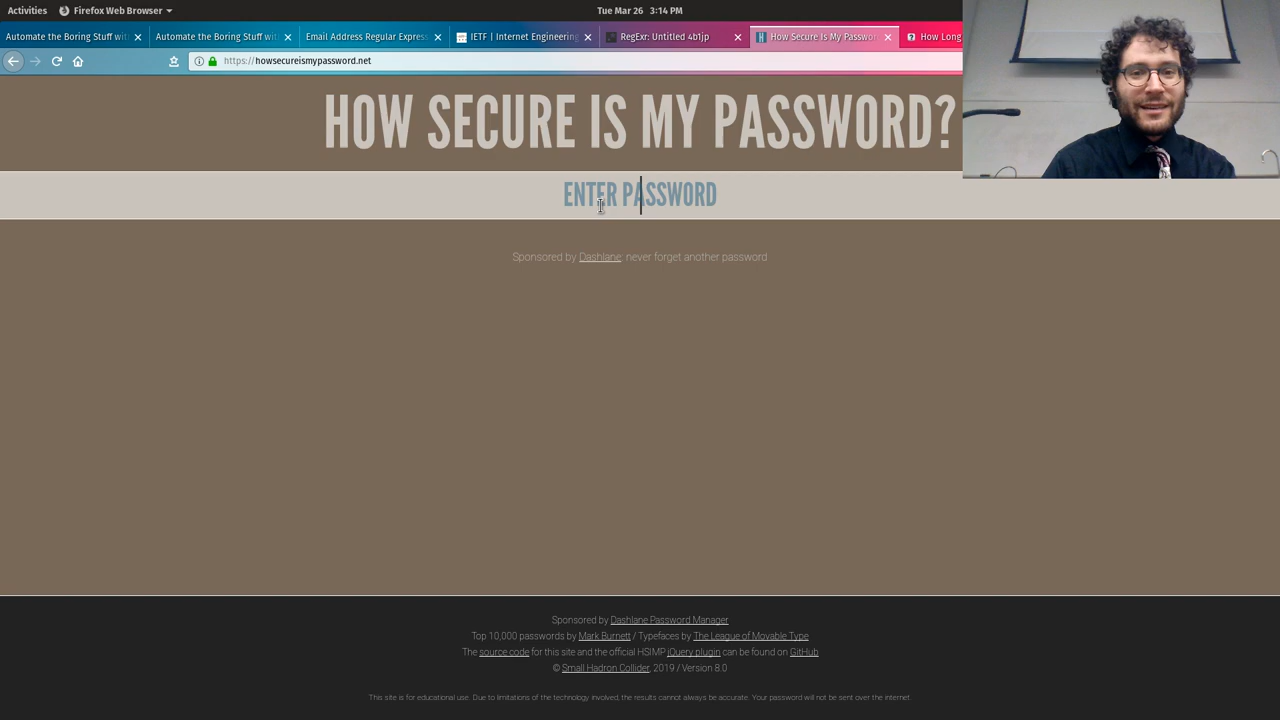 Activities Firefox Web Browser Tue Mar 26 3:14 PM
Automate the Boring Stuff wit Automate the Boring Stuff wit Email Address Regular Express IETF | Internet Engineering RegExr: Untitled 4b1jp How Secure Is My Passwor How Long
https://howsecureismypassword.net
HOW SECURE IS MY PASSWORD?
ENTER PASSWORD
Sponsored by Dashlane: never forget another password
Sponsored by Dashlane Password Manager
Top 10,000 passwords by Mark Burnett / Typefaces by The League of Movable Type
The source code for this site and the official HSIMP jQuery plugin can be found on GitHub
© Small Hadron Collider, 2019 / Version 8.0
This site is for educational use. Due to limitations of the technology involved, the results cannot always be accurate. Your password will not be sent over the internet.